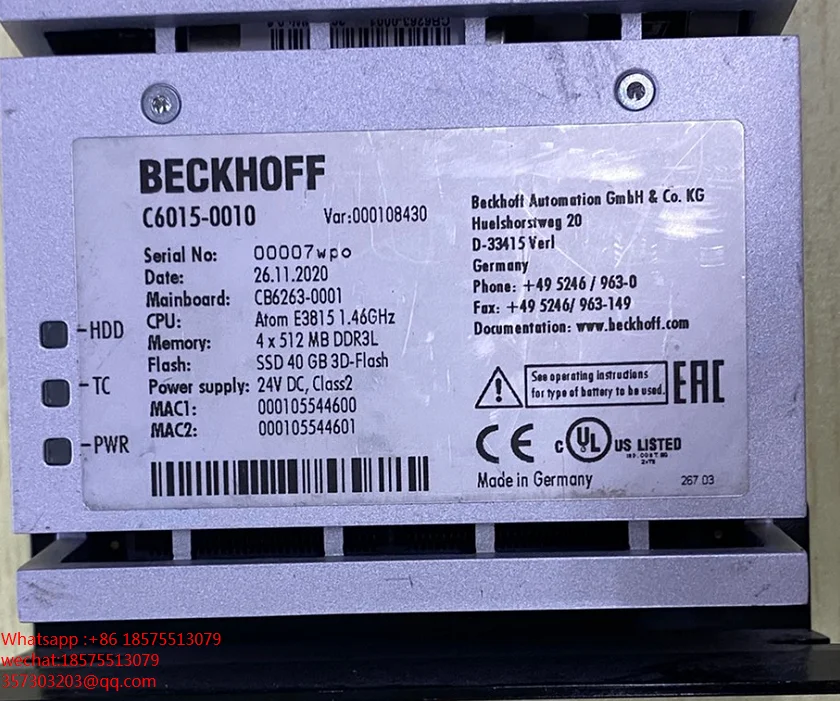 CB6263-0001
BECKHOFF
C6015-0010
Var:000108430
Serial No: 00007wpo
Date: 26.11.2020
Mainboard: CB6263-0001
CPU: Atom E3815 1.46GHz
Memory: 4 x 512 MB DDR3L
Flash: SSD 40 GB 3D-Flash
Power supply: 24V DC, Class2
MAC1: 000105544600
MAC2: 000105544601
HDD
TC
PWR
Beckhoff Automation GmbH & Co. KG
Huelshorstweg 20
D-33415 Verl
Germany
Phone: +49 5246 / 963-0
Fax: +49 5246/ 963-149
Documentation: www.beckhoff.com
See operating instructions
for type of battery to be used.
EAC
CE
c UL US LISTED
Made in Germany
267 03
Whatsapp :+86 18575513079
wechat:18575513079
357303203@qq.com